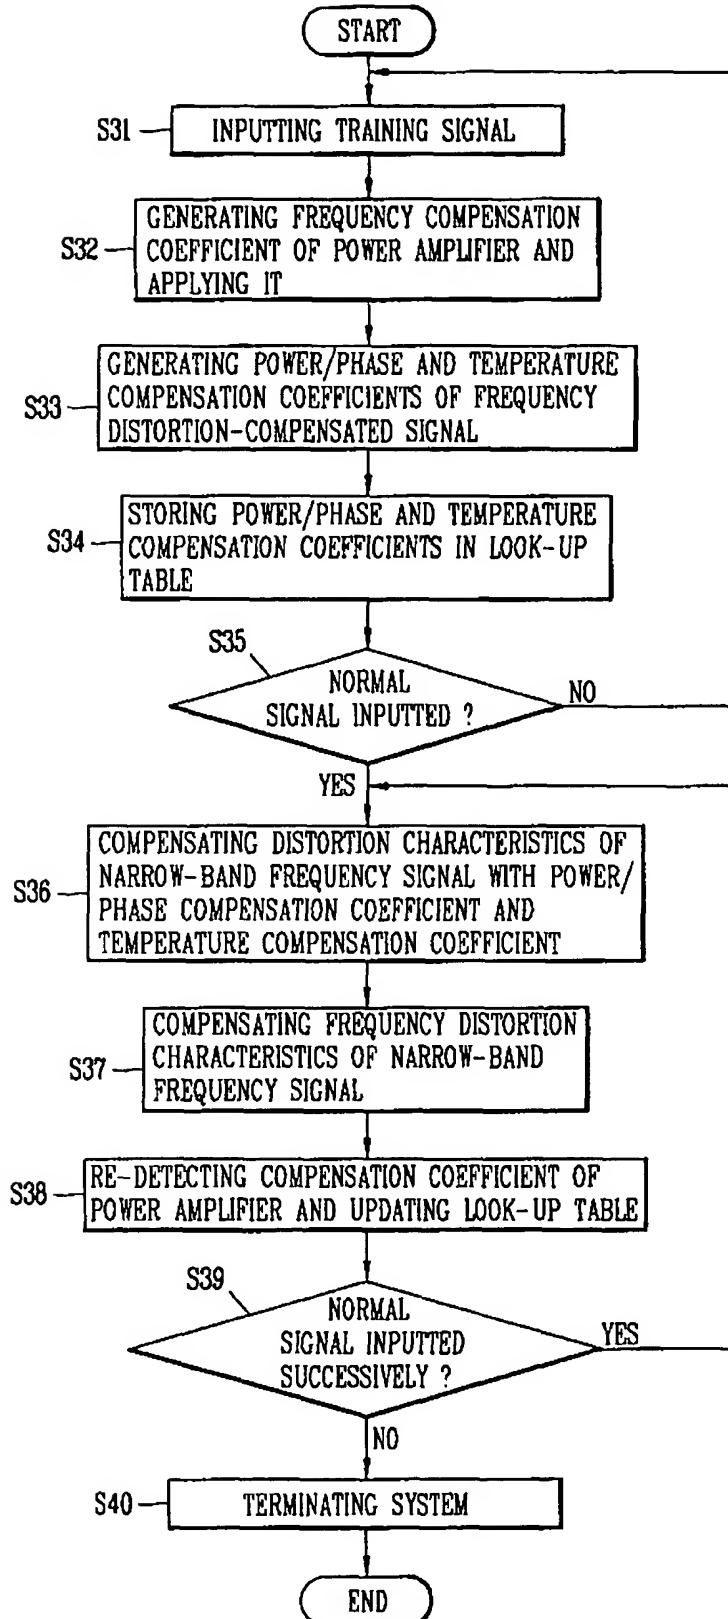 START
S31
INPUTTING TRAINING SIGNAL
S32
GENERATING FREQUENCY COMPENSATION
COEFFICIENT OF POWER AMPLIFIER AND
APPLYING IT
S33
GENERATING POWER/PHASE AND TEMPERATURE
COMPENSATION COEFFICIENTS OF FREQUENCY
DISTORTION-COMPENSATED SIGNAL
S34
STORING POWER/PHASE AND TEMPERATURE
COMPENSATION COEFFICIENTS IN LOOK-UP
TABLE
S35
NORMAL
SIGNAL INPUTTED ?
NO
YES
S36
COMPENSATING DISTORTION CHARACTERISTICS OF
NARROW-BAND FREQUENCY SIGNAL WITH POWER/
PHASE COMPENSATION COEFFICIENT AND
TEMPERATURE COMPENSATION COEFFICIENT
S37
COMPENSATING FREQUENCY DISTORTION
CHARACTERISTICS OF NARROW-BAND
FREQUENCY SIGNAL
S38
RE-DETECTING COMPENSATION COEFFICIENT OF
POWER AMPLIFIER AND UPDATING LOOK-UP TABLE
S39
NORMAL
SIGNAL INPUTTED
SUCCESSIVELY ?
YES
NO
S40
TERMINATING SYSTEM
END